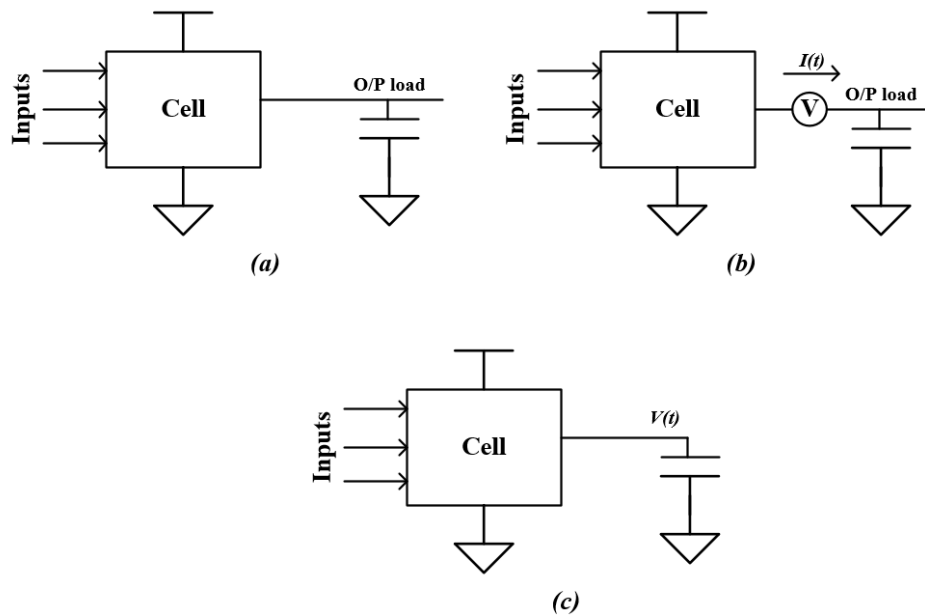 Inputs
Cell
O/P load
(a)
Inputs
Cell
I(t)
V
O/P load
(b)
Inputs
Cell
V(t)
(c)